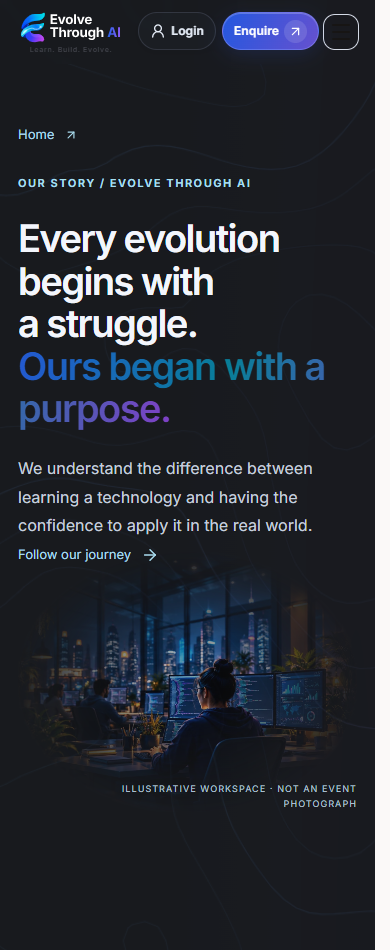 Evolve
Through AI
Learn. Build. Evolve.
Login
Enquire
Home
OUR STORY / EVOLVE THROUGH AI
Every evolution
begins with
a struggle.
Ours began with a
purpose.
We understand the difference between
learning a technology and having the
confidence to apply it in the real world.
Follow our journey
ILLUSTRATIVE WORKSPACE · NOT AN EVENT
PHOTOGRAPH